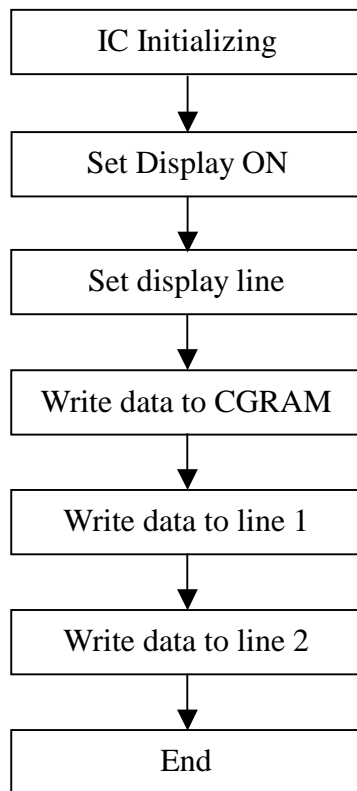 IC Initializing
Set Display ON
Set display line
Write data to CGRAM
Write data to line 1
Write data to line 2
End